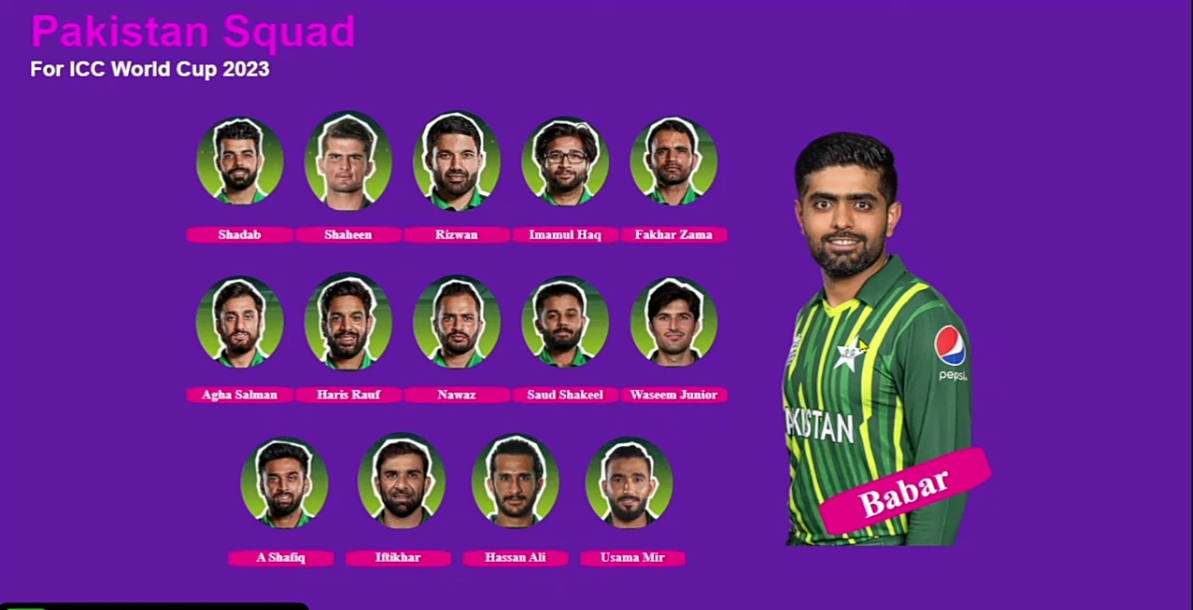 Pakistan Squad
For ICC World Cup 2023
Shadab
Shaheen
Rizwan
Imamul Haq
Fakhar Zama
Agha Salman
Haris Rauf
Nawaz
Saud Shakeel
Waseem Junior
A Shafiq
Iftikhar
Hassan Ali
Usama Mir
pepsi
AKISTAN
Babar